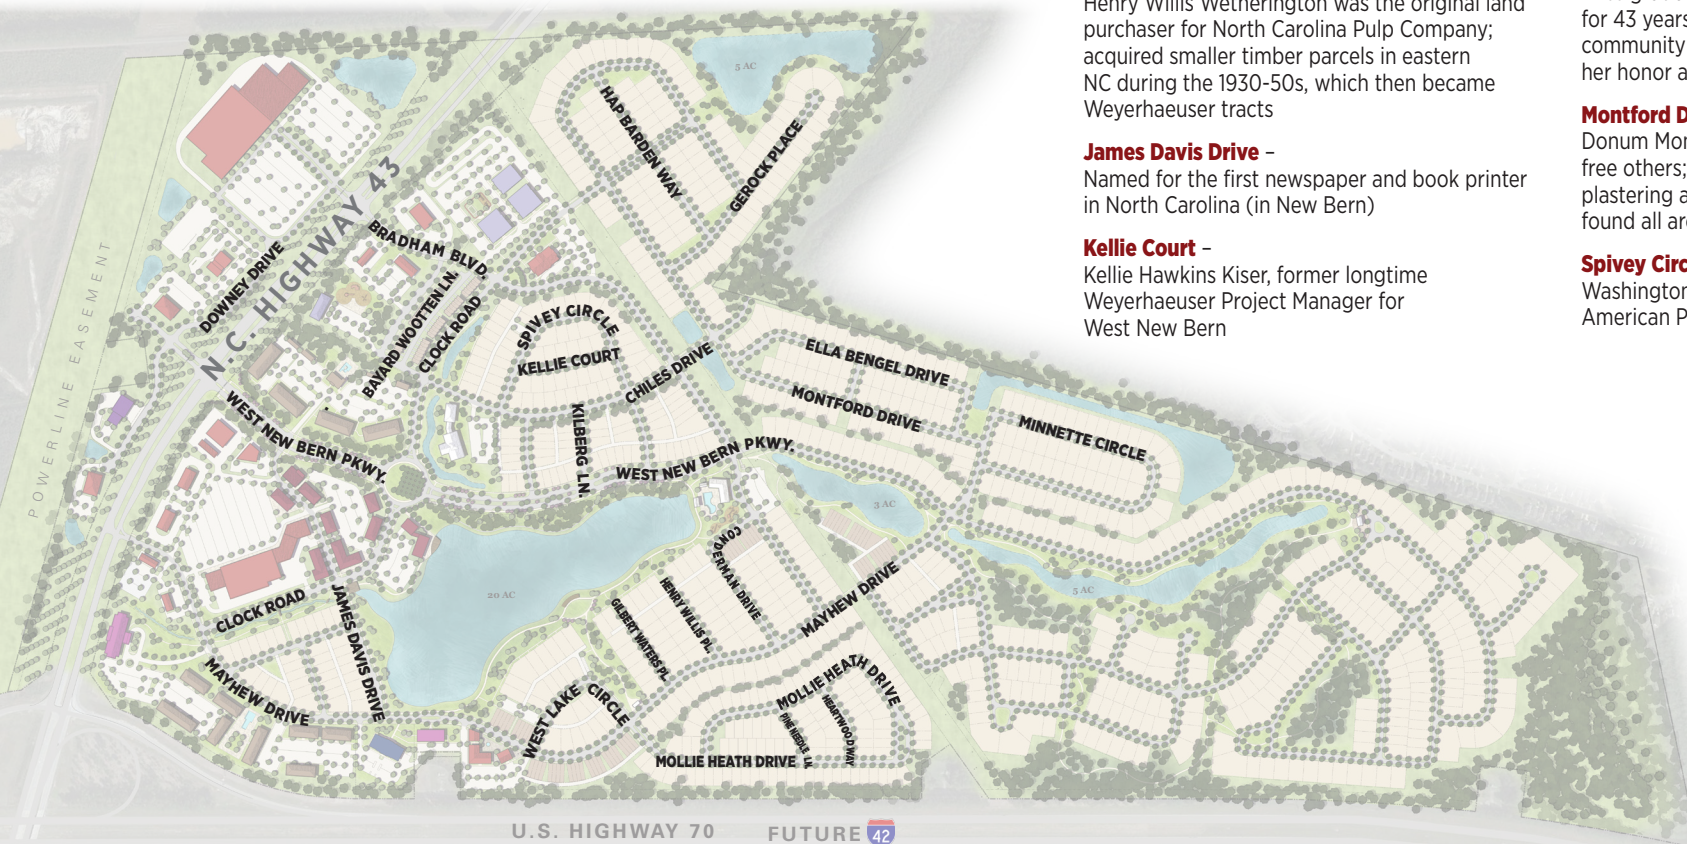 Henry Willis Wetherington was the original land
purchaser for North Carolina Pulp Company;
acquired smaller timber parcels in eastern
NC during the 1930-50s, which then became
Weyerhaeuser tracts
James Davis Drive –
Named for the first newspaper and book printer
in North Carolina (in New Bern)
Kellie Court –
Kellie Hawkins Kiser, former longtime
Weyerhaeuser Project Manager for
West New Bern
for 43 years
community
her honor a
Montford D
Donum Mon
free others;
plastering a
found all aro
Spivey Circ
Washington
American P
5 AC
HAP BARDEN WAY
GEROCK PLACE
N.C. HIGHWAY 43
BRADHAM BLVD.
DOWNEY DRIVE
POWERLINE EASEMENT
BAYARD WOOTTEN LN.
CLOCK ROAD
SPIVEY CIRCLE
KELLIE COURT
CHILES DRIVE
ELLA BENGEL DRIVE
MONTFORD DRIVE
MINNETTE CIRCLE
WEST NEW BERN PKWY.
KILBERG LN.
WEST NEW BERN PKWY.
3 AC
20 AC
5 AC
CONDERMAN DRIVE
HENRY WILLIS PL.
GILBERT WATERS PL.
MAYHEW DRIVE
CLOCK ROAD
JAMES DAVIS DRIVE
MAYHEW DRIVE
WEST LAKE CIRCLE
MOLLIE HEATH DRIVE
PINE NEEDLE LN.
HEARTWOOD WAY
MOLLIE HEATH DRIVE
U.S. HIGHWAY 70 FUTURE 42